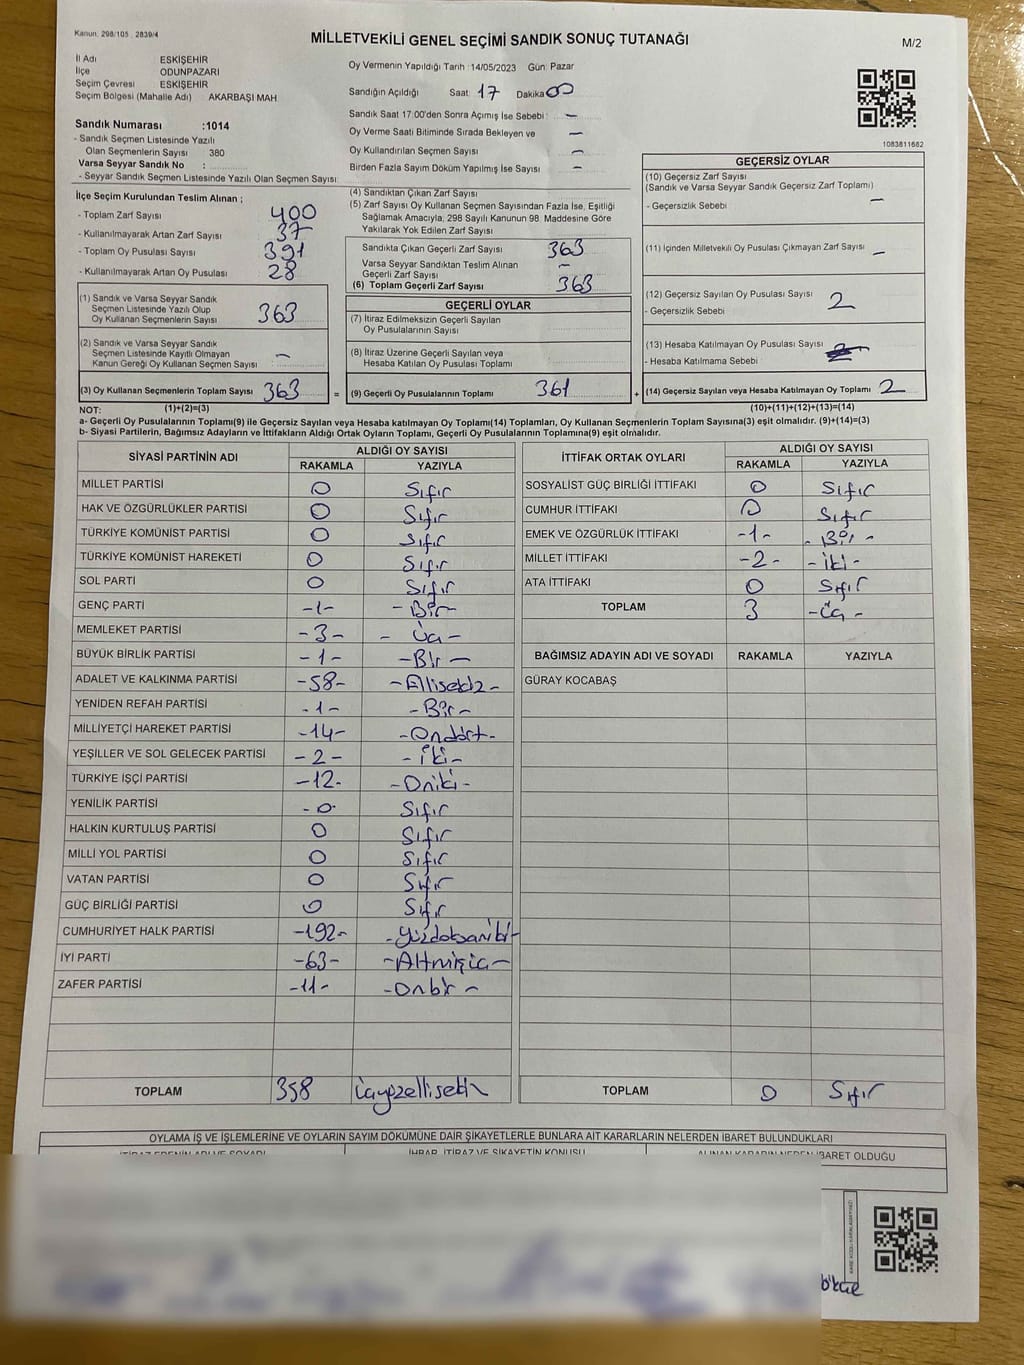 Kanun. 298/105 , 2839/4
MİLLETVEKİLİ GENEL SEÇİMİ SANDIK SONUÇ TUTANAĞI
M/2
İl Adı ESKİŞEHİR
İlçe ODUNPAZARI
Seçim Çevresi ESKİŞEHİR
Seçim Bölgesi (Mahalle Adı) AKARBAŞI MAH
Sandık Numarası :1014
- Sandık Seçmen Listesinde Yazılı
Olan Seçmenlerin Sayısı 380
Varsa Seyyar Sandık No :
- Seyyar Sandık Seçmen Listesinde Yazılı Olan Seçmen Sayısı:
Oy Vermenin Yapıldığı Tarih :14/05/2023 Gün: Pazar
Sandığın Açıldığı Saat: 17 Dakika 00
Sandık Saat 17.00'den Sonra Açımış İse Sebebi : -
Oy Verme Saati Bitiminde Sırada Bekleyen ve -
Oy Kullandırılan Seçmen Sayısı -
Birden Fazla Sayım Döküm Yapılmış İse Sayısı -
1083811662
İlçe Seçim Kurulundan Teslim Alınan ;
- Toplam Zarf Sayısı 400
- Kullanılmayarak Artan Zarf Sayısı 37
- Toplam Oy Pusulası Sayısı 391
- Kullanılmayarak Artan Oy Pusulası 28
(1) Sandık ve Varsa Seyyar Sandık
Seçmen Listesinde Yazılı Olup
Oy Kullanan Seçmenlerin Sayısı 363
(2) Sandık ve Varsa Seyyar Sandık
Seçmen Listesinde Kayıtlı Olmayan
Kanun Gereği Oy Kullanan Seçmen Sayısı -
(3) Oy Kullanan Seçmenlerin Toplam Sayısı 363 =
(4) Sandıktan Çıkan Zarf Sayısı
(5) Zarf Sayısı Oy Kullanan Seçmen Sayısından Fazla İse, Eşitliği
Sağlamak Amacıyla, 298 Sayılı Kanunun 98. Maddesine Göre
Yakılarak Yok Edilen Zarf Sayısı
Sandıkta Çıkan Geçerli Zarf Sayısı 363
Varsa Seyyar Sandıktan Teslim Alınan
Geçerli Zarf Sayısı -
(6) Toplam Geçerli Zarf Sayısı 363
GEÇERLİ OYLAR
(7) İtiraz Edilmeksizin Geçerli Sayılan
Oy Pusulalarının Sayısı
(8) İtiraz Üzerine Geçerli Sayılan veya
Hesaba Katılan Oy Pusulası Toplamı
(9) Geçerli Oy Pusulalarının Toplamı 361 +
GEÇERSİZ OYLAR
(10) Geçersiz Zarf Sayısı
(Sandık ve Varsa Seyyar Sandık Geçersiz Zarf Toplamı)
- Geçersizlik Sebebi -
(11) İçinden Milletvekili Oy Pusulası Çıkmayan Zarf Sayısı -
(12) Geçersiz Sayılan Oy Pusulası Sayısı 2
- Geçersizlik Sebebi
(13) Hesaba Katılmayan Oy Pusulası Sayısı
- Hesaba Katılmama Sebebi
(14) Geçersiz Sayılan veya Hesaba Katılmayan Oy Toplamı 2
NOT: (1)+(2)=(3) (10)+(11)+(12)+(13)=(14)
a- Geçerli Oy Pusulalarının Toplamı(9) ile Geçersiz Sayılan veya Hesaba katılmayan Oy Toplamı(14) Toplamları, Oy Kullanan Seçmenlerin Toplam Sayısına(3) eşit olmalıdır. (9)+(14)=(3)
b- Siyasi Partilerin, Bağımsız Adayların ve İttifakların Aldığı Ortak Oyların Toplamı, Geçerli Oy Pusulalarının Toplamına(9) eşit olmalıdır.
SİYASİ PARTİNİN ADI ALDIĞI OY SAYISI
RAKAMLA YAZIYLA
MİLLET PARTİSİ 0 Sıfır
HAK VE ÖZGÜRLÜKLER PARTİSİ 0 Sıfır
TÜRKİYE KOMÜNİST PARTİSİ 0 Sıfır
TÜRKİYE KOMÜNİST HAREKETİ 0 Sıfır
SOL PARTİ 0 Sıfır
GENÇ PARTİ -1- -Bir-
MEMLEKET PARTİSİ -3- - Üç -
BÜYÜK BİRLİK PARTİSİ -1- -Bir-
ADALET VE KALKINMA PARTİSİ -58- -Ellisekiz-
YENİDEN REFAH PARTİSİ -1- -Bir-
MİLLİYETÇİ HAREKET PARTİSİ -14- -Ondört-
YEŞİLLER VE SOL GELECEK PARTİSİ -2- -İki-
TÜRKİYE İŞÇİ PARTİSİ -12- -Oniki-
YENİLİK PARTİSİ -0- Sıfır
HALKIN KURTULUŞ PARTİSİ 0 Sıfır
MİLLİ YOL PARTİSİ 0 Sıfır
VATAN PARTİSİ 0 Sıfır
GÜÇ BİRLİĞİ PARTİSİ 0 Sıfır
CUMHURİYET HALK PARTİSİ -192-
İYİ PARTİ -63- -Altmışüç-
ZAFER PARTİSİ -11- -Onbir-
TOPLAM 358 Üçyüzellisekiz
İTTİFAK ORTAK OYLARI ALDIĞI OY SAYISI
RAKAMLA YAZIYLA
SOSYALİST GÜÇ BİRLİĞİ İTTİFAKI 0 Sıfır
CUMHUR İTTİFAKI 0 Sıfır
EMEK VE ÖZGÜRLÜK İTTİFAKI -1- -Bir-
MİLLET İTTİFAKI -2- -İki-
ATA İTTİFAKI 0 Sıfır
TOPLAM 3 -Üç-
BAĞIMSIZ ADAYIN ADI VE SOYADI RAKAMLA YAZIYLA
GÜRAY KOCABAŞ
TOPLAM 0 Sıfır
OYLAMA İŞ VE İŞLEMLERİNE VE OYLARIN SAYIM DÖKÜMÜNE DAİR ŞİKAYETLERLE BUNLARA AİT KARARLARIN NELERDEN İBARET BULUNDUKLARI
İTİRAZ EDENİN ADI VE SOYADI İHBAR, İTİRAZ VE ŞİKAYETİN KONUSU ALINAN KARARIN NEDEN İBARET OLDUĞU